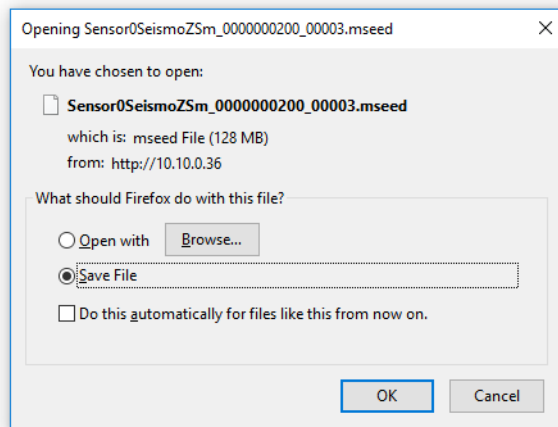 Opening Sensor0SeismoZSm_0000000200_00003.mseed
You have chosen to open:
Sensor0SeismoZSm_0000000200_00003.mseed
which is: mseed File (128 MB)
from: http://10.10.0.36
What should Firefox do with this file?
Open with Browse...
Save File
Do this automatically for files like this from now on.
OK Cancel